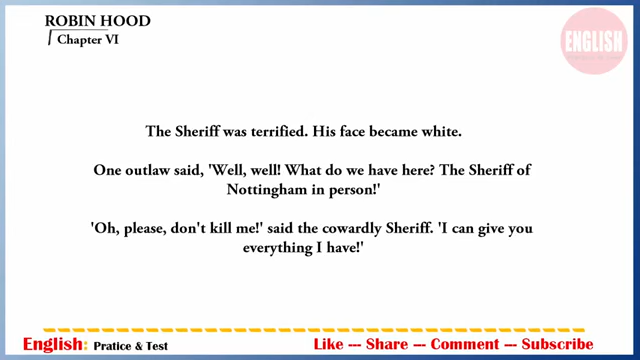 ROBIN HOOD
Chapter VI
ENGLISH
The Sheriff was terrified. His face became white.
One outlaw said, 'Well, well! What do we have here? The Sheriff of
Nottingham in person!'
'Oh, please, don't kill me!' said the cowardly Sheriff. 'I can give you
everything I have!'
English: Pratice & Test
Like --- Share --- Comment --- Subscribe